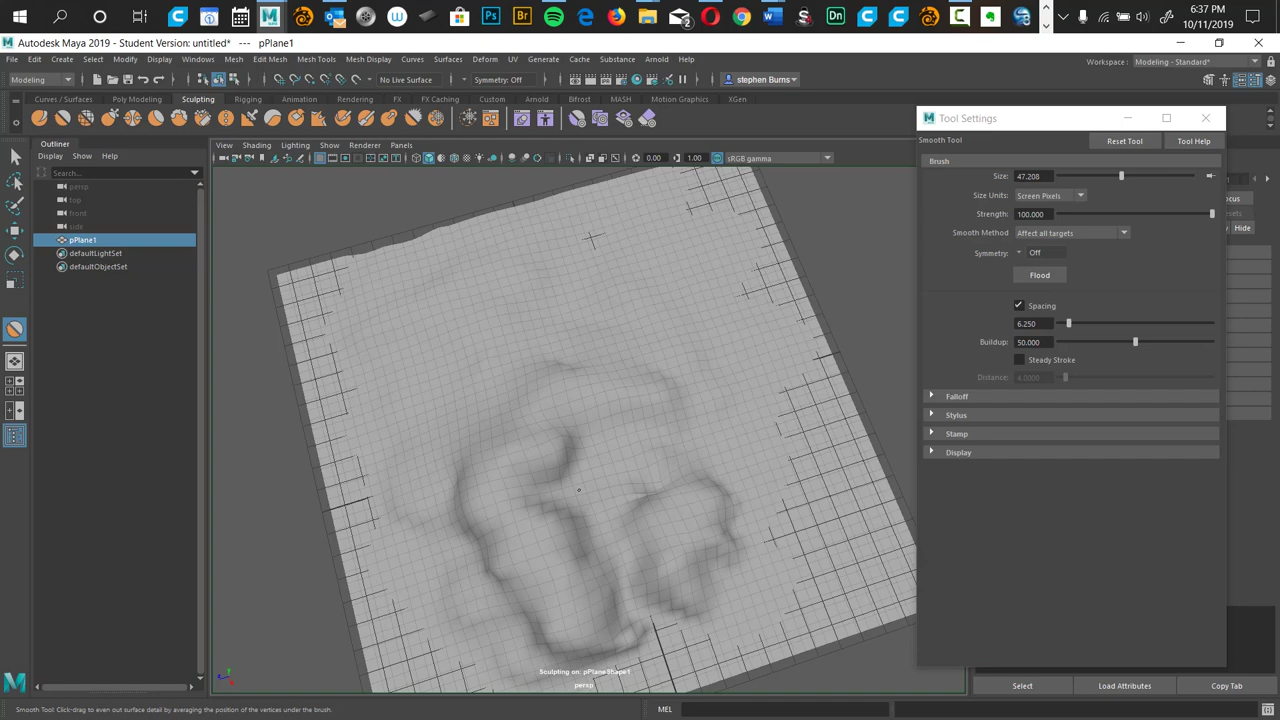 6:37 PM
10/11/2019
2
Autodesk Maya 2019 - Student Version: untitled* --- pPlane1
File Edit Create Select Modify Display Windows Mesh Edit Mesh Mesh Tools Mesh Display Curves Surfaces Deform UV Generate Cache Substance Arnold Help
Workspace: Modeling - Standard*
Modeling No Live Surface Symmetry: Off stephen Burns
Curves / Surfaces Poly Modeling Sculpting Rigging Animation Rendering FX FX Caching Custom Arnold Bifrost MASH Motion Graphics XGen
Outliner
Display Show Help
Search...
persp
top
front
side
pPlane1
defaultLightSet
defaultObjectSet
View Shading Lighting Show Renderer Panels
0.00 1.00 sRGB gamma
Sculpting on: pPlaneShape1
persp
Tool Settings
Smooth Tool Reset Tool Tool Help
Brush
Size: 47.208
Size Units: Screen Pixels
Strength: 100.000
Smooth Method: Affect all targets
Symmetry: Off
Flood
Spacing
6.250
Buildup: 50.000
Steady Stroke
Distance: 4.0000
Falloff
Stylus
Stamp
Display
Hide
Select Load Attributes Copy Tab
Smooth Tool: Click-drag to even out surface detail by averaging the position of the vertices under the brush.
MEL